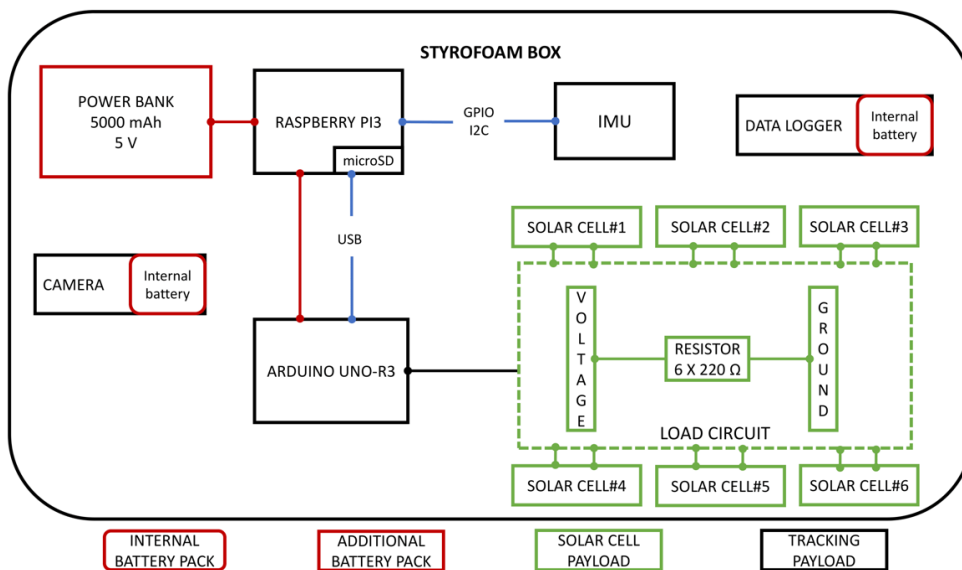 STYROFOAM BOX
POWER BANK
5000 mAh
5 V
RASPBERRY PI3
microSD
GPIO
I2C
IMU
DATA LOGGER
Internal
battery
USB
CAMERA
Internal
battery
ARDUINO UNO-R3
SOLAR CELL#1
SOLAR CELL#2
SOLAR CELL#3
VOLTAGE
RESISTOR
6 X 220 Ω
GROUND
LOAD CIRCUIT
SOLAR CELL#4
SOLAR CELL#5
SOLAR CELL#6
INTERNAL
BATTERY PACK
ADDITIONAL
BATTERY PACK
SOLAR CELL
PAYLOAD
TRACKING
PAYLOAD